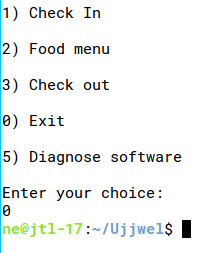 1) Check In
2) Food menu
3) Check out
0) Exit
5) Diagnose software
Enter your choice:
0
ne@jtl-17:~/Ujjwel$